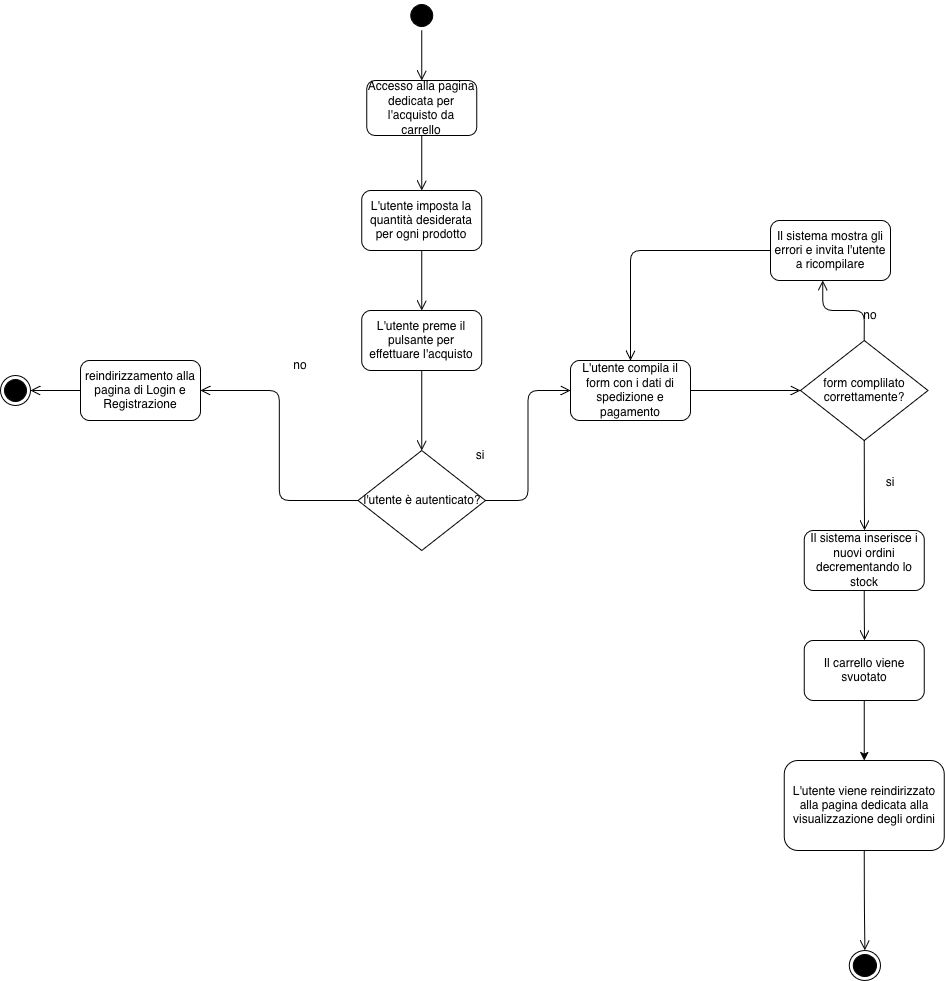 Accesso alla pagina
dedicata per
l'acquisto da
carrello
L'utente imposta la
quantità desiderata
per ogni prodotto
L'utente preme il
pulsante per
effettuare l'acquisto
no
reindirizzamento alla
pagina di Login e
Registrazione
si
l'utente è autenticato?
Il sistema mostra gli
errori e invita l'utente
a ricompilare
no
L'utente compila il
form con i dati di
spedizione e
pagamento
form complilato
correttamente?
si
Il sistema inserisce i
nuovi ordini
decrementando lo
stock
Il carrello viene
svuotato
L'utente viene reindirizzato
alla pagina dedicata alla
visualizzazione degli ordini